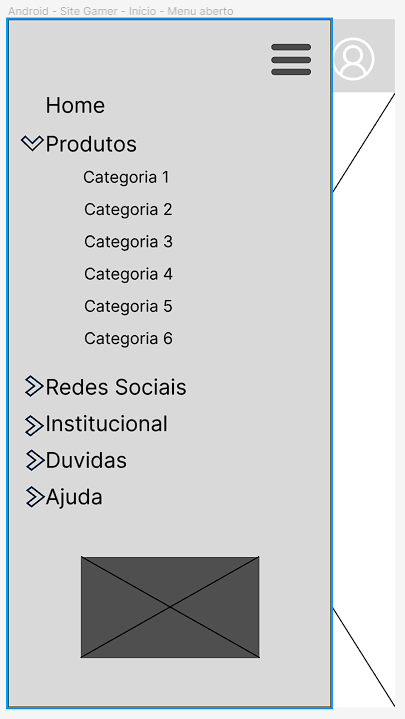 Android - Site Gamer - Início - Menu aberto
Home
Produtos
Categoria 1
Categoria 2
Categoria 3
Categoria 4
Categoria 5
Categoria 6
Redes Sociais
Institucional
Duvidas
Ajuda